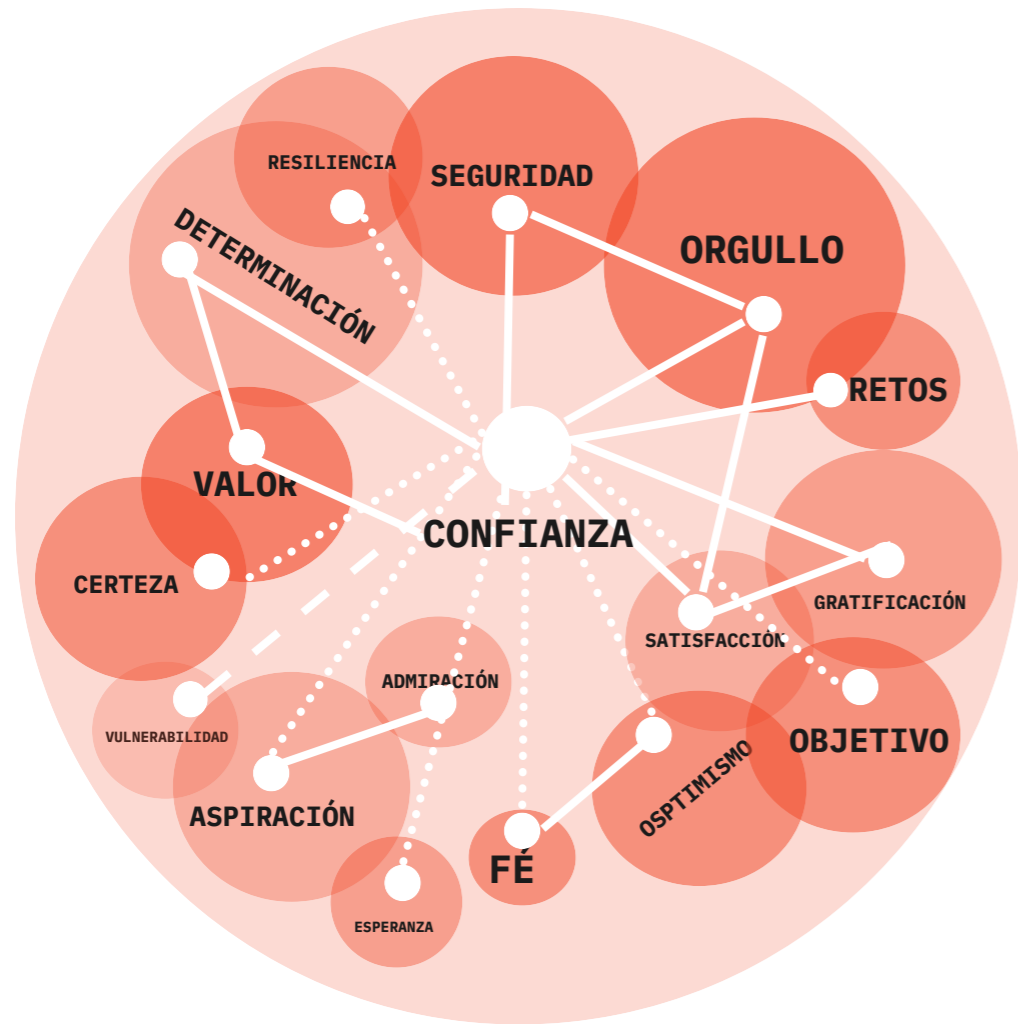 RESILIENCIA
SEGURIDAD
DETERMINACIÓN
ORGULLO
RETOS
VALOR
CONFIANZA
CERTEZA
GRATIFICACIÓN
SATISFACCIÓN
ADMIRACIÓN
VULNERABILIDAD
OBJETIVO
OSPTIMISMO
ASPIRACIÓN
FÉ
ESPERANZA